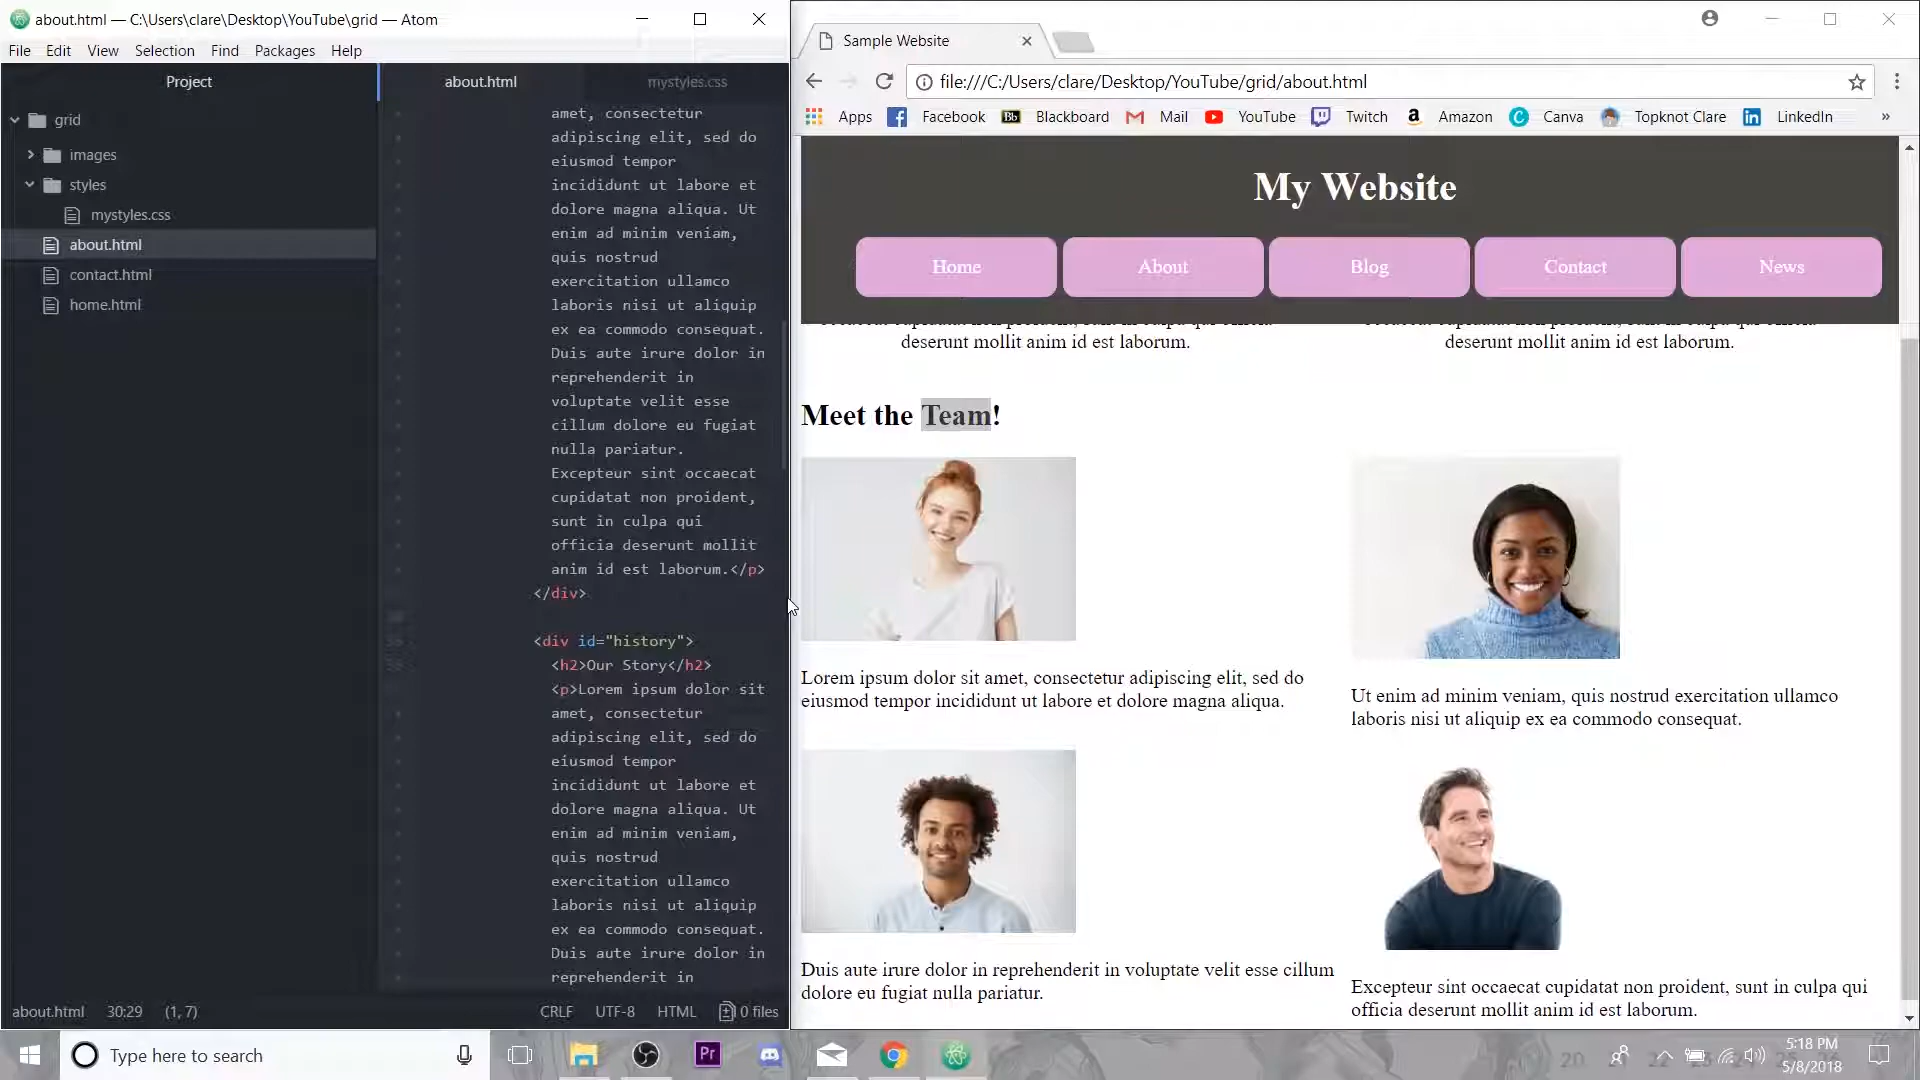 about.html — C:\Users\clare\Desktop\YouTube\grid — Atom
File Edit View Selection Find Packages Help
Project
grid
images
styles
mystyles.css
about.html
contact.html
home.html
about.html mystyles.css
amet, consectetur
adipiscing elit, sed do
eiusmod tempor
incididunt ut labore et
dolore magna aliqua. Ut
enim ad minim veniam,
quis nostrud
exercitation ullamco
laboris nisi ut aliquip
ex ea commodo consequat.
Duis aute irure dolor in
reprehenderit in
voluptate velit esse
cillum dolore eu fugiat
nulla pariatur.
Excepteur sint occaecat
cupidatat non proident,
sunt in culpa qui
officia deserunt mollit
anim id est laborum.</p>
</div>
<div id="history">
<h2>Our Story</h2>
<p>Lorem ipsum dolor sit
amet, consectetur
adipiscing elit, sed do
eiusmod tempor
incididunt ut labore et
dolore magna aliqua. Ut
enim ad minim veniam,
quis nostrud
exercitation ullamco
laboris nisi ut aliquip
ex ea commodo consequat.
Duis aute irure dolor in
reprehenderit in
about.html 30:29 (1, 7) CRLF UTF-8 HTML 0 files
Sample Website
file:///C:/Users/clare/Desktop/YouTube/grid/about.html
Apps Facebook Bb Blackboard Mail YouTube Twitch Amazon Canva Topknot Clare LinkedIn »
My Website
Home About Blog Contact News
deserunt mollit anim id est laborum.
deserunt mollit anim id est laborum.
Meet the Team!
Lorem ipsum dolor sit amet, consectetur adipiscing elit, sed do
eiusmod tempor incididunt ut labore et dolore magna aliqua.
Ut enim ad minim veniam, quis nostrud exercitation ullamco
laboris nisi ut aliquip ex ea commodo consequat.
Duis aute irure dolor in reprehenderit in voluptate velit esse cillum
dolore eu fugiat nulla pariatur.
Excepteur sint occaecat cupidatat non proident, sunt in culpa qui
officia deserunt mollit anim id est laborum.
Type here to search
Pr
5:18 PM
5/8/2018